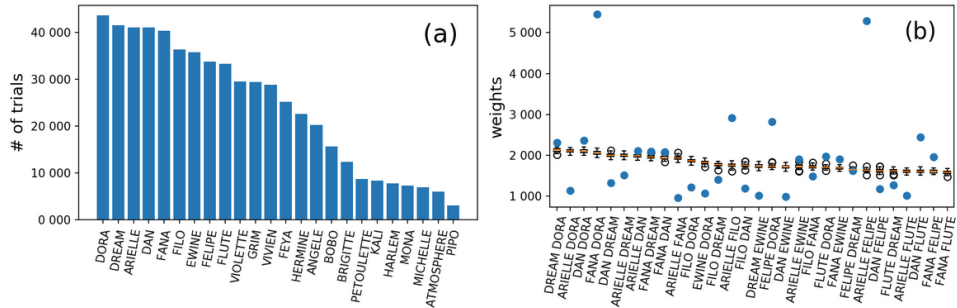 (a)
# of trials
40 000
30 000
20 000
10 000
0 000
DORA
DREAM
ARIELLE
DAN
FANA
FILO
EWINE
FELIPE
FLUTE
VIOLETTE
GRIM
VIVIEN
FEYA
HERMINE
ANGELE
BOBO
BRIGITTE
PETOULETTE
KALI
HARLEM
MONA
MICHELLE
ATMOSPHERE
PIPO
(b)
weights
5 000
4 000
3 000
2 000
1 000
DREAM DORA
ARIELLE DORA
DAN DORA
FANA DORA
DAN DREAM
ARIELLE DREAM
ARIELLE DAN
FANA DREAM
FANA DAN
ARIELLE FANA
FILO DORA
EWINE DORA
FILO DREAM
ARIELLE FILO
FILO DAN
DREAM EWINE
FELIPE DORA
DAN EWINE
ARIELLE EWINE
FILO FANA
FLUTE DORA
FANA EWINE
FELIPE DREAM
ARIELLE FELIPE
DAN FELIPE
FLUTE DREAM
ARIELLE FLUTE
DAN FLUTE
FANA FELIPE
FANA FLUTE